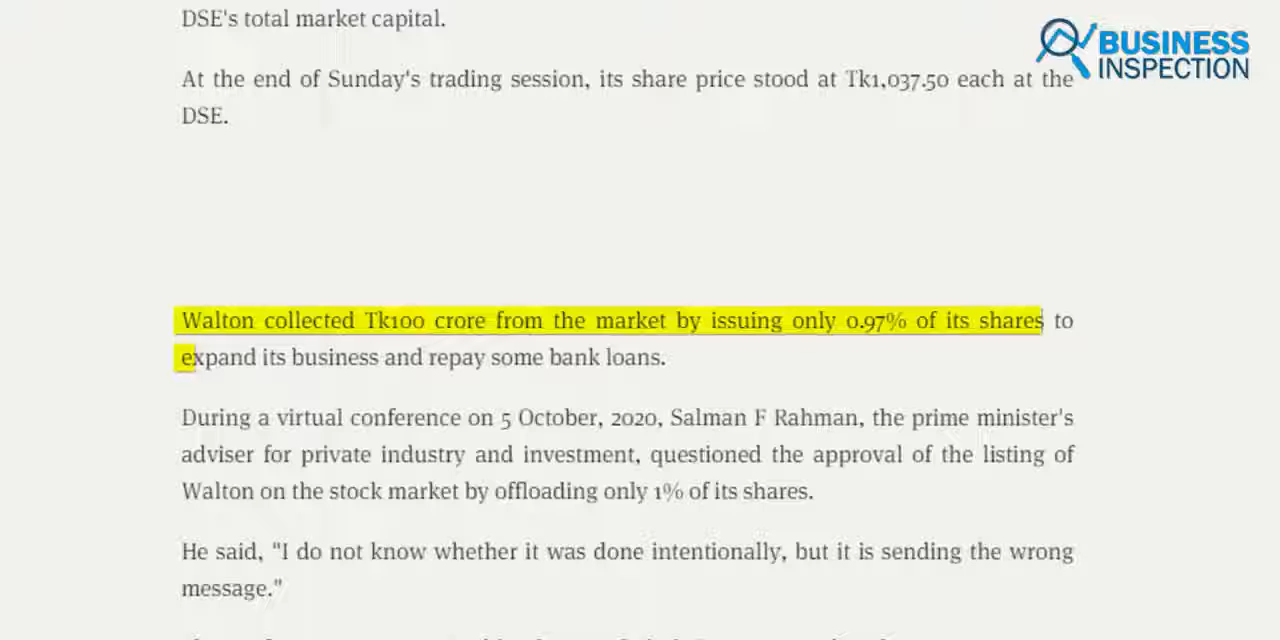 DSE's total market capital.
BUSINESS
INSPECTION
At the end of Sunday's trading session, its share price stood at Tk1,037.50 each at the
DSE.
Walton collected Tk100 crore from the market by issuing only 0.97% of its shares to
expand its business and repay some bank loans.
During a virtual conference on 5 October, 2020, Salman F Rahman, the prime minister's
adviser for private industry and investment, questioned the approval of the listing of
Walton on the stock market by offloading only 1% of its shares.
He said, "I do not know whether it was done intentionally, but it is sending the wrong
message."